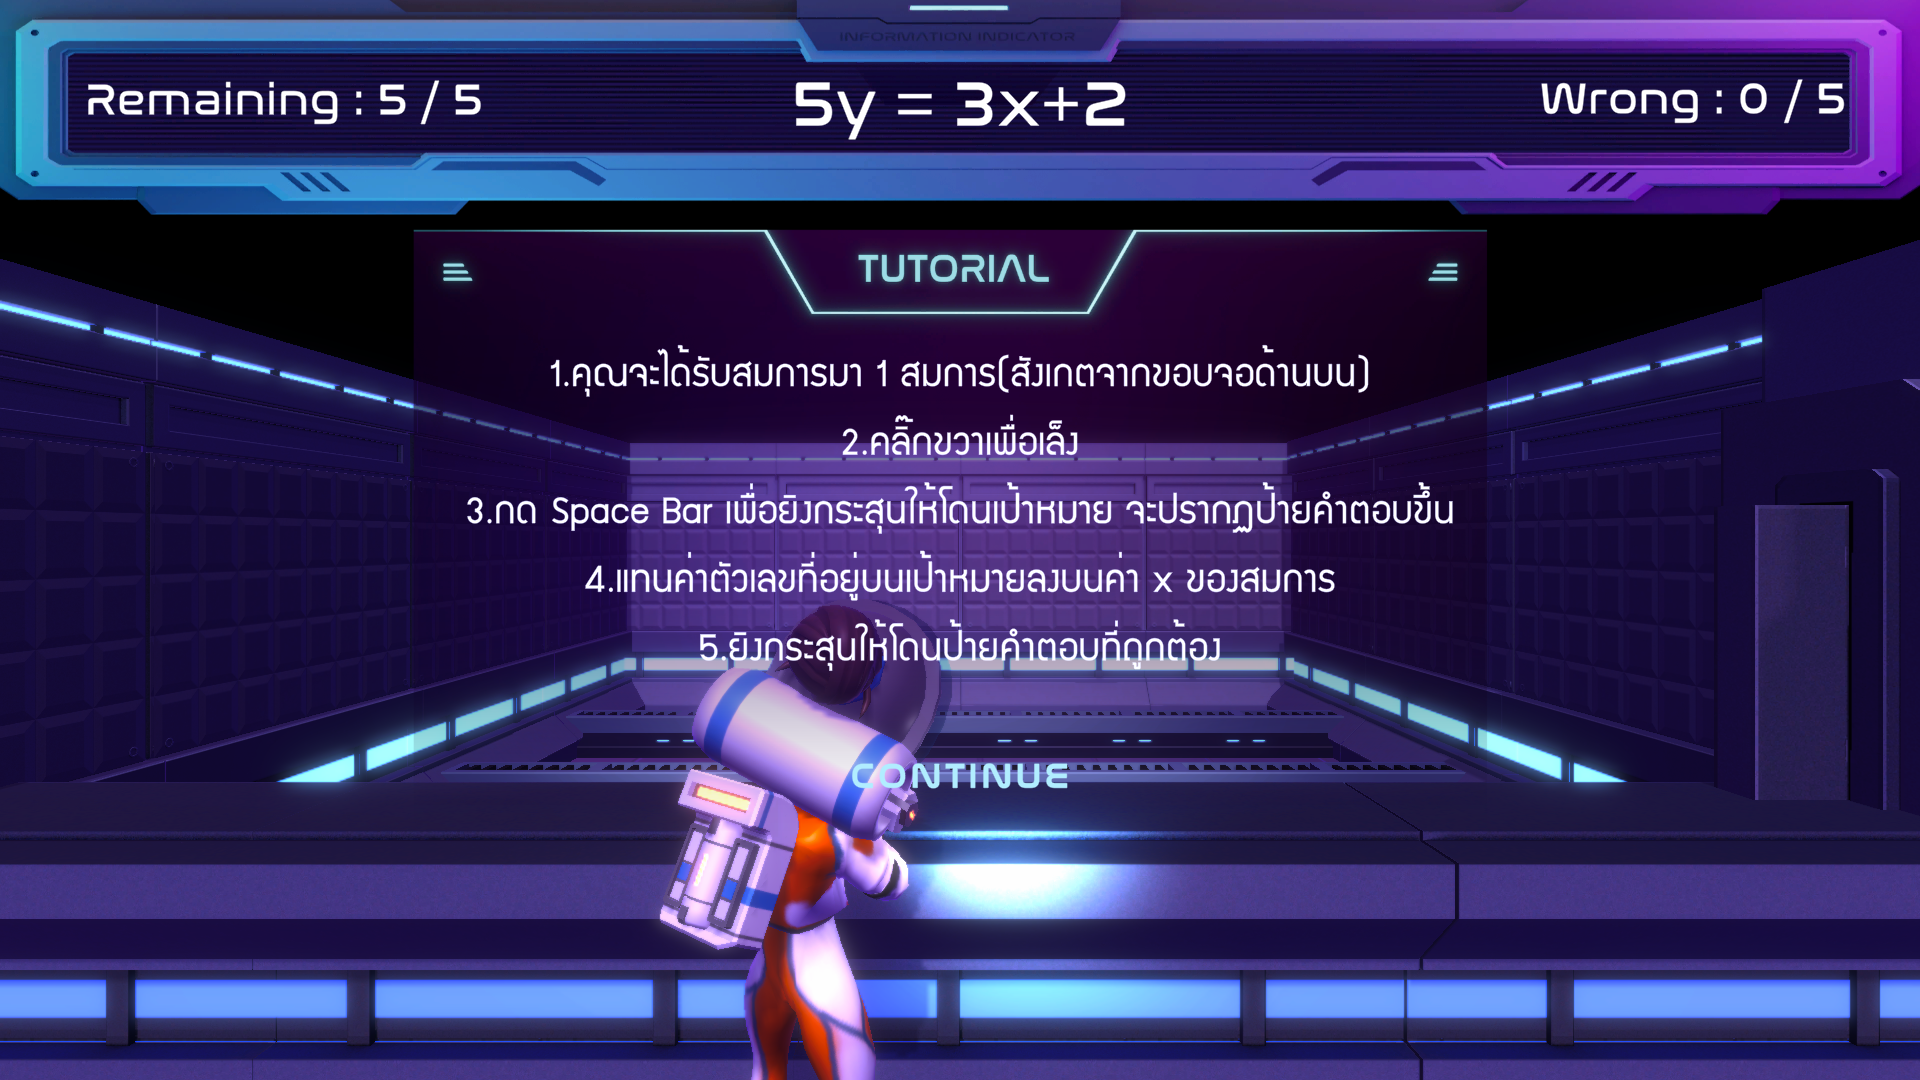 INFORMATION INDICATOR
Remaining : 5 / 5
5y = 3x+2
Wrong : 0 / 5
TUTORIAL
1.คุณจะได้รับสมการมา 1 สมการ(สังเกตจากขอบจอด้านบน)
2.คลิ๊กขวาเพื่อเล็ง
3.กด Space Bar เพื่อยิงกระสุนให้โดนเป้าหมาย จะปรากฏป้ายคำตอบขึ้น
4.แทนค่าตัวเลขที่อยู่บนเป้าหมายลงบนค่า x ของสมการ
5.ยิงกระสุนให้โดนป้ายคำตอบที่ถูกต้อง
CONTINUE